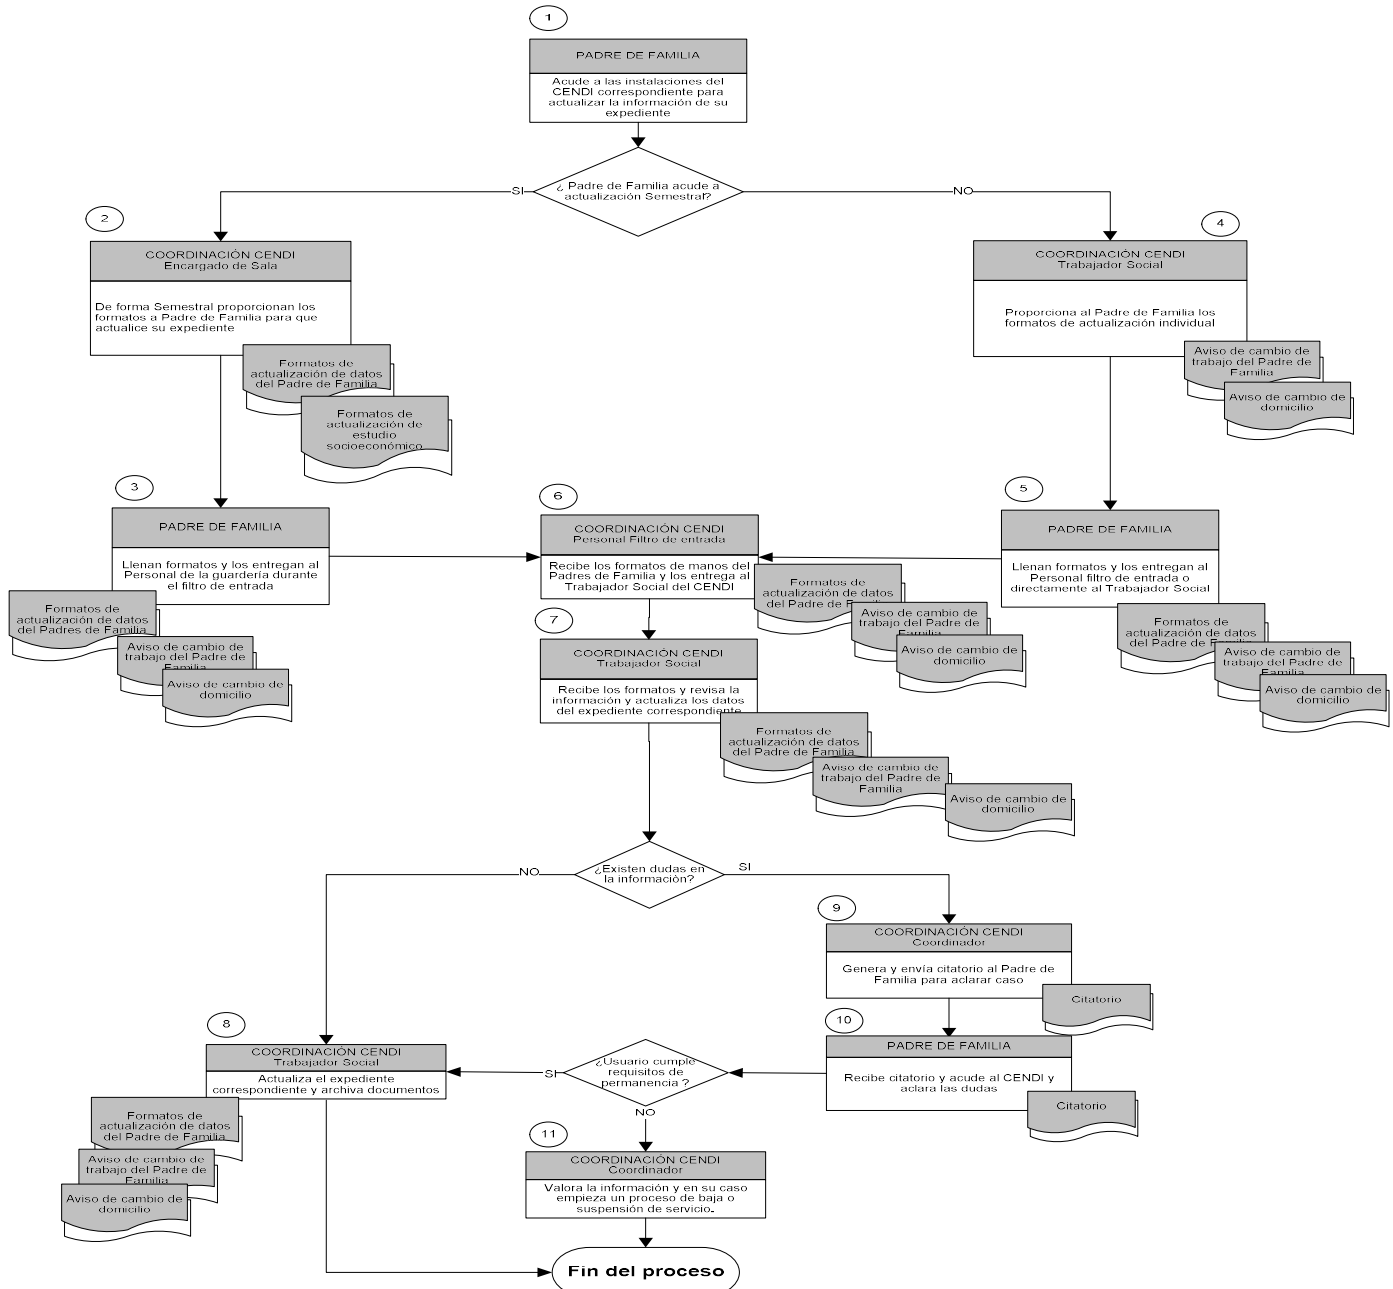 1
PADRE DE FAMILIA
Acude a las instalaciones del
CENDI correspondiente para
actualizar la información de su
expediente
¿ Padre de Familia acude a
actualización Semestral?
SI
NO
2
COORDINACIÓN CENDI
Encargado de Sala
De forma Semestral proporcionan los
formatos a Padre de Familia para que
actualice su expediente
Formatos de
actualización de datos
del Padre de Familia
Formatos de
actualización de
estudio
socioeconómico
4
COORDINACIÓN CENDI
Trabajador Social
Proporciona al Padre de Familia los
formatos de actualización individual
Aviso de cambio de
trabajo del Padre de
Familia
Aviso de cambio de
domicilio
3
PADRE DE FAMILIA
Llenan formatos y los entregan al
Personal de la guardería durante
el filtro de entrada
Formatos de
actualización de datos
del Padres de Familia
Aviso de cambio de
trabajo del Padre de
Familia
Aviso de cambio de
domicilio
6
COORDINACIÓN CENDI
Personal Filtro de entrada
Recibe los formatos de manos del
Padres de Familia y los entrega al
Trabajador Social del CENDI
Formatos de
actualización de datos
del Padre de Familia
Aviso de cambio de
trabajo del Padre de
Familia
Aviso de cambio de
domicilio
5
PADRE DE FAMILIA
Llenan formatos y los entregan al
Personal filtro de entrada o
directamente al Trabajador Social
Formatos de
actualización de datos
del Padre de Familia
Aviso de cambio de
trabajo del Padre de
Familia
Aviso de cambio de
domicilio
7
COORDINACIÓN CENDI
Trabajador Social
Recibe los formatos y revisa la
información y actualiza los datos
del expediente correspondiente
Formatos de
actualización de datos
del Padre de Familia
Aviso de cambio de
trabajo del Padre de
Familia
Aviso de cambio de
domicilio
¿Existen dudas en
la información?
NO
SI
9
COORDINACIÓN CENDI
Coordinador
Genera y envía citatorio al Padre de
Familia para aclarar caso
Citatorio
10
PADRE DE FAMILIA
Recibe citatorio y acude al CENDI y
aclara las dudas
Citatorio
¿Usuario cumple
requisitos de
permanencia ?
SI
NO
8
COORDINACIÓN CENDI
Trabajador Social
Actualiza el expediente
correspondiente y archiva documentos
Formatos de
actualización de datos
del Padre de Familia
Aviso de cambio de
trabajo del Padre de
Familia
Aviso de cambio de
domicilio
11
COORDINACIÓN CENDI
Coordinador
Valora la información y en su caso
empieza un proceso de baja o
suspensión de servicio.
Fin del proceso